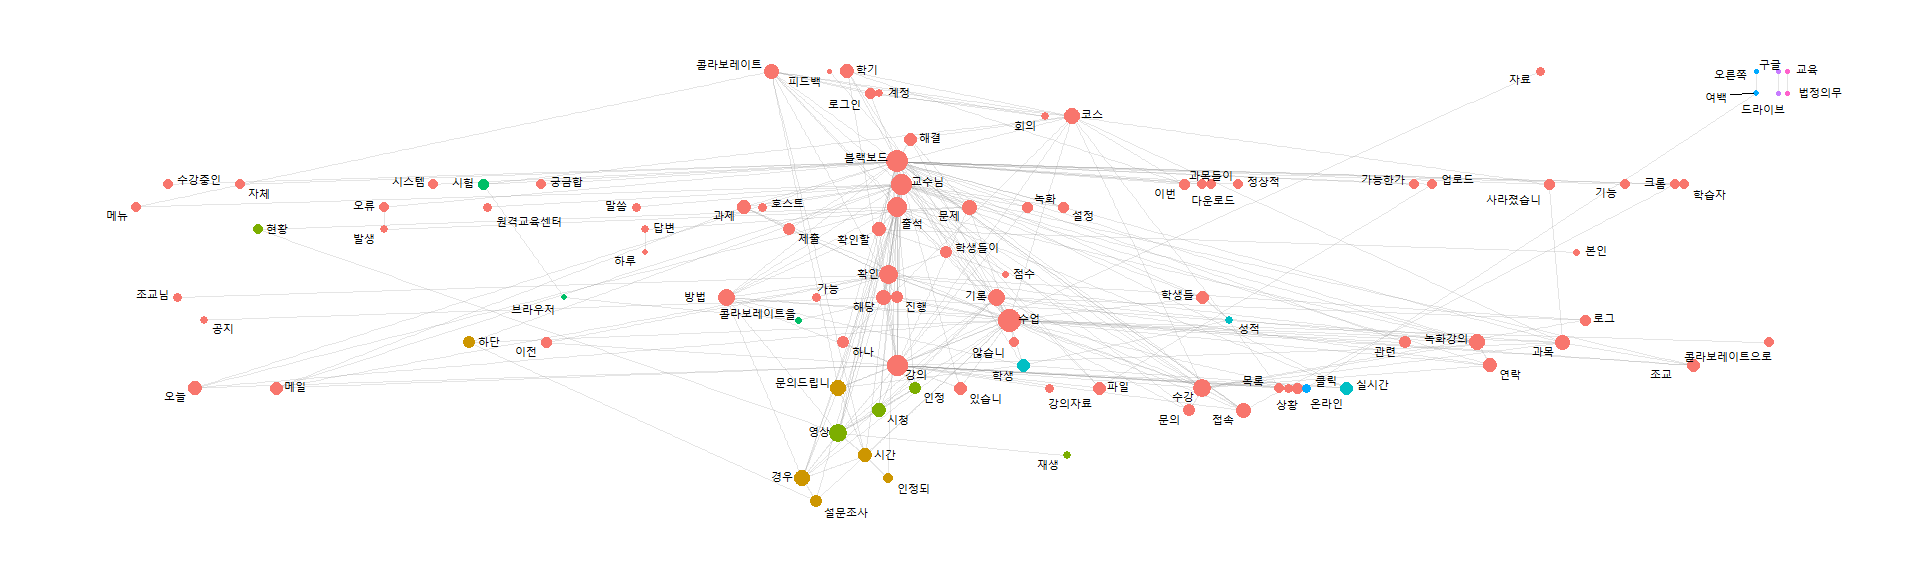 콜라보레이트
피드백
학기
자료
오른쪽
구글
교육
로그인
계정
여백
법정의무
드라이브
회의
코스
해결
블랙보드
수강중인
자체
시스템
시험
궁금합
교수님
이번
과목들이
다운로드
정상적
가능한가
업로드
사라졌습니
기능
크롬
학습자
메뉴
오류
원격교육센터
말씀
과제
호스트
출석
문제
녹화
설정
현황
발생
답변
제출
확인할
하루
학생들이
본인
확인
점수
조교님
브라우저
방법
가능
해당
진행
기록
학생들
공지
콜라보레이트을
수업
성적
로그
하단
이전
하나
않습니
관련
녹화강의
과목
콜라보레이트으로
강의
학생
연락
조교
오늘
메일
문의드립니
인정
있습니
강의자료
파일
수강
목록
상황
클릭
온라인
실시간
시청
문의
접속
영상
시간
재생
경우
인정되
설문조사